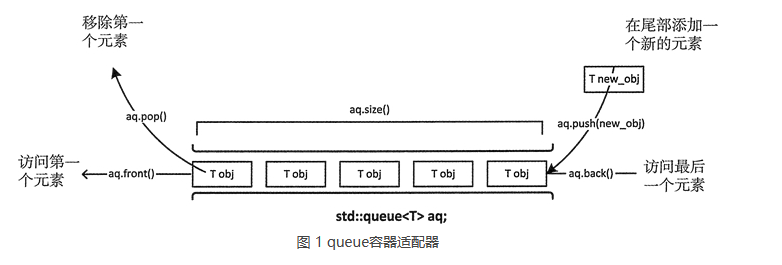 移除第一
个元素
在尾部添加一
个新的元素
T new_obj
aq.pop()
aq.size()
aq.push(new_obj)
访问第一
个元素
aq.front()
T obj
T obj
T obj
T obj
T obj
aq.back()
访问最后
一个元素
std::queue<T> aq;
图 1 queue容器适配器